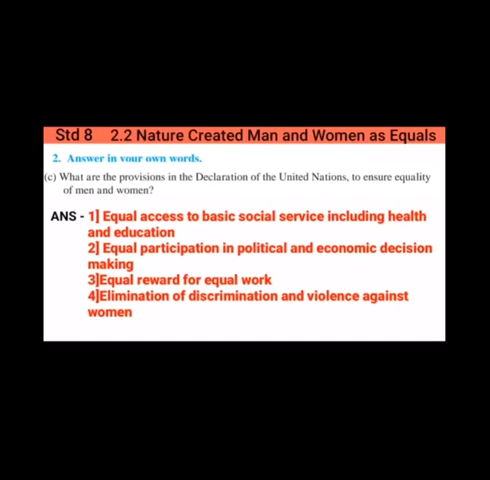 Std 8 2.2 Nature Created Man and Women as Equals
2. Answer in your own words.
(c) What are the provisions in the Declaration of the United Nations, to ensure equality
of men and women?
ANS - 1] Equal access to basic social service including health
and education
2] Equal participation in political and economic decision
making
3]Equal reward for equal work
4]Elimination of discrimination and violence against
women